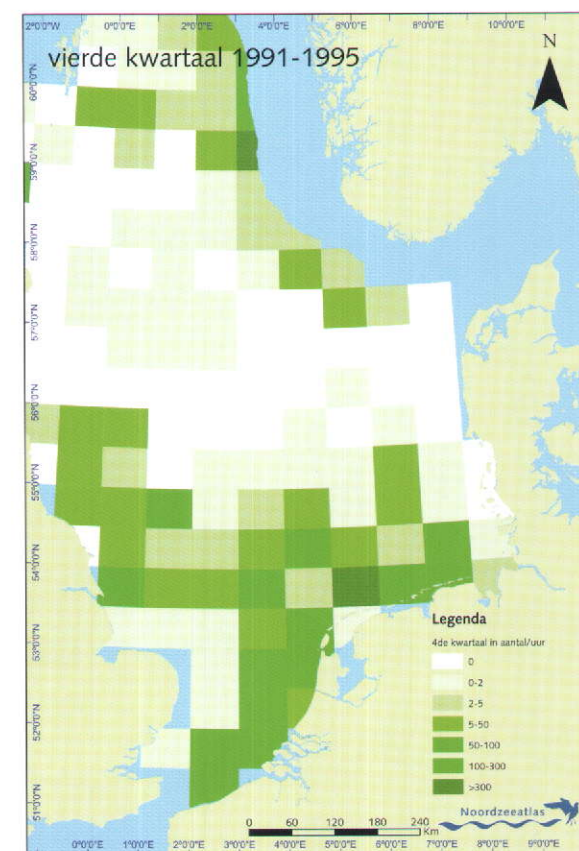 2°0'0"W 0°0'0"E 2°0'0"E 4°0'0"E 6°0'0"E 8°0'0"E 10°0'0"E
vierde kwartaal 1991-1995
N
60°0'0"N
59°0'0"N
58°0'0"N
57°0'0"N
56°0'0"N
55°0'0"N
54°0'0"N
53°0'0"N
52°0'0"N
51°0'0"N
Legenda
4de kwartaal in aantal/uur
0
0-2
2-5
5-50
50-100
100-300
>300
Noordzeeatlas
0 60 120 180 240
Km
0°0'0"E 1°0'0"E 2°0'0"E 3°0'0"E 4°0'0"E 5°0'0"E 6°0'0"E 7°0'0"E 8°0'0"E 9°0'0"E